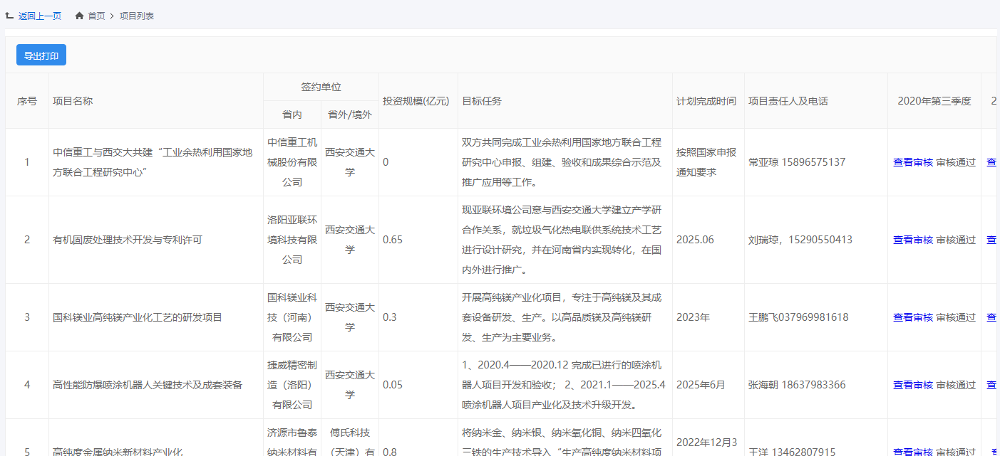 返回上一页 首页 > 项目列表
导出打印
序号 项目名称 签约单位 投资规模(亿元) 目标任务 计划完成时间 项目责任人及电话 2020年第三季度 2
省内 省外/境外
1
中信重工与西交大共建“工业余热利用国家地
方联合工程研究中心”
中信重工机
械股份有限
公司
西安交通大
学
0
双方共同完成工业余热利用国家地方联合工程
研究中心申报、组建、验收和成果综合示范及
推广应用等工作。
按照国家申报
通知要求
常亚琼 15896575137
查看审核 审核通过
查
2
有机固废处理技术开发与专利许可
洛阳亚联环
境科技有限
公司
西安交通大
学
0.65
现亚联环境公司意与西安交通大学建立产学研
合作关系，就垃圾气化热电联供系统技术工艺
进行设计研究，并在河南省内实现转化，在国
内外进行推广。
2025.06
刘瑞琼，15290550413
查看审核 审核通过
查
3
国科镁业高纯镁产业化工艺的研发项目
国科镁业科
技（河南）
有限公司
西安交通大
学
0.3
开展高纯镁产业化项目，专注于高纯镁及其成
套设备研发、生产。以高品质镁及高纯镁研
发、生产为主要业务。
2023年
王鹏飞037969981618
查看审核 审核通过
查
4
高性能防爆喷涂机器人关键技术及成套装备
捷威精密制
造（洛阳）
有限公司
西安交通大
学
0.05
1、2020.4——2020.12 完成已进行的喷涂机
器人项目开发和验收； 2、2021.1——2025.4
喷涂机器人项目产业化及技术升级开发。
2025年6月
张海朝 18637983366
查看审核 审核通过
查
5
高纯度金属纳米新材料产业化
济源市鲁泰
纳米材料有
傅氏科技
（天津）有
0.8
将纳米金、纳米银、纳米氧化铜、纳米四氧化
三铁的生产技术导入“生产高纯度纳米材料项
2022年12月3
王洋 13462807915
查看审核 审核通过
查